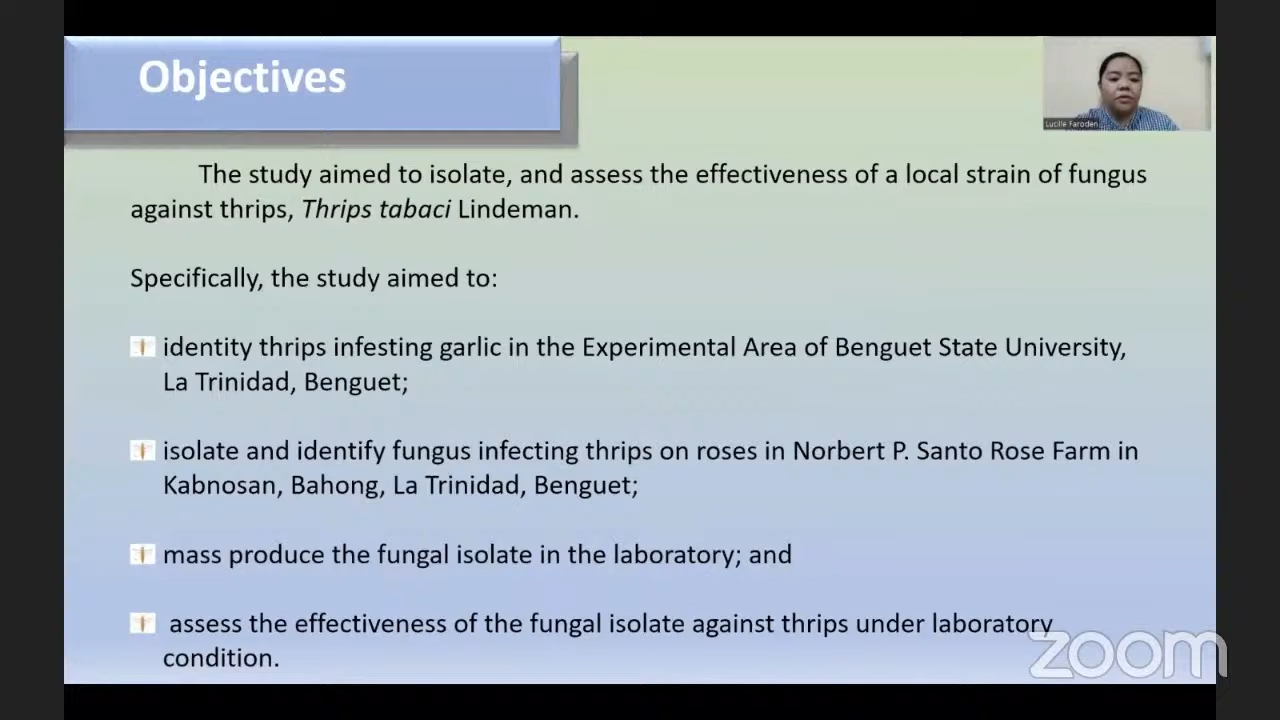 Objectives
Lucille Faroden
The study aimed to isolate, and assess the effectiveness of a local strain of fungus
against thrips, Thrips tabaci Lindeman.
Specifically, the study aimed to:
identity thrips infesting garlic in the Experimental Area of Benguet State University,
La Trinidad, Benguet;
isolate and identify fungus infecting thrips on roses in Norbert P. Santo Rose Farm in
Kabnosan, Bahong, La Trinidad, Benguet;
mass produce the fungal isolate in the laboratory; and
assess the effectiveness of the fungal isolate against thrips under laboratory
condition.
zoom